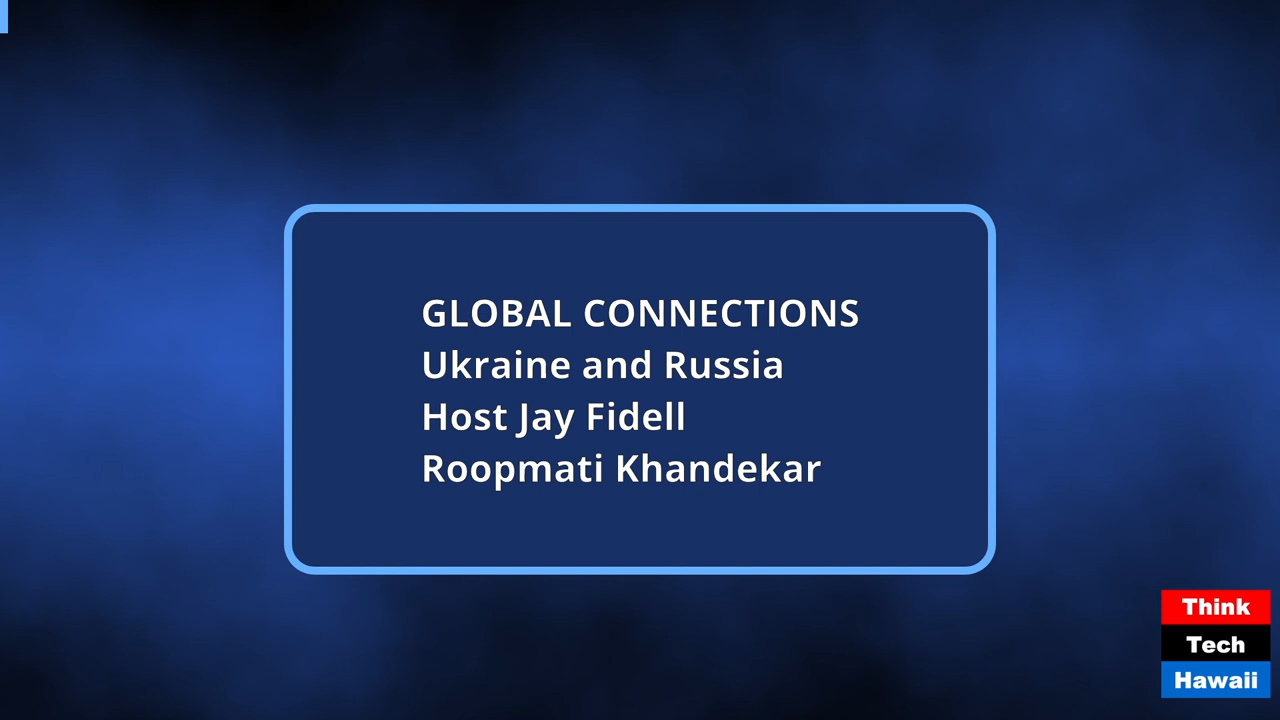 GLOBAL CONNECTIONS
Ukraine and Russia
Host Jay Fidell
Roopmati Khandekar
Think
Tech
Hawaii